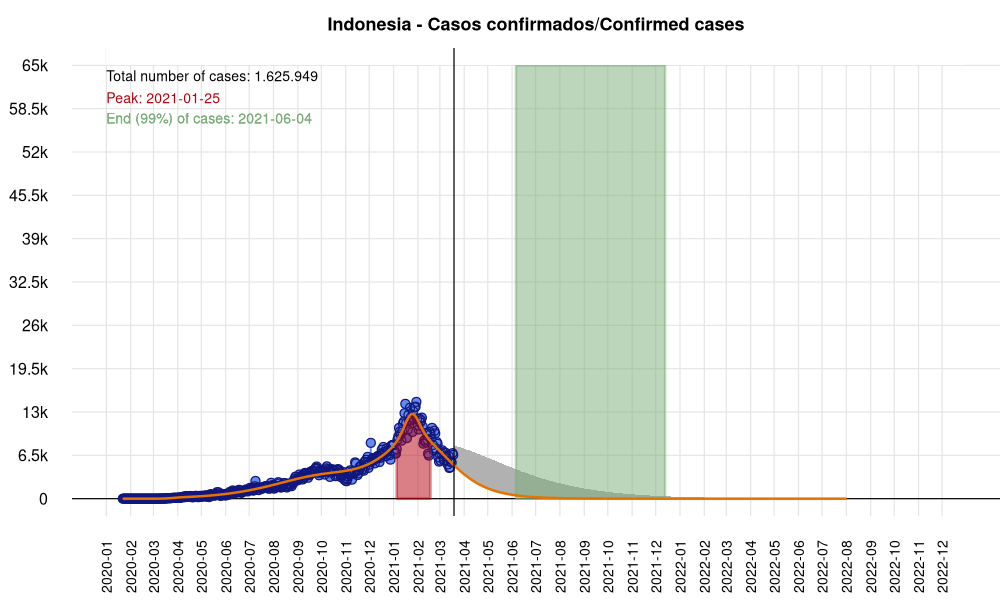 Indonesia - Casos confirmados/Confirmed cases
Total number of cases: 1.625.949
Peak: 2021-01-25
End (99%) of cases: 2021-06-04
65k
58.5k
52k
45.5k
39k
32.5k
26k
19.5k
13k
6.5k
0
2020-01
2020-02
2020-03
2020-04
2020-05
2020-06
2020-07
2020-08
2020-09
2020-10
2020-11
2020-12
2021-01
2021-02
2021-03
2021-04
2021-05
2021-06
2021-07
2021-08
2021-09
2021-10
2021-11
2021-12
2022-01
2022-02
2022-03
2022-04
2022-05
2022-06
2022-07
2022-08
2022-09
2022-10
2022-11
2022-12